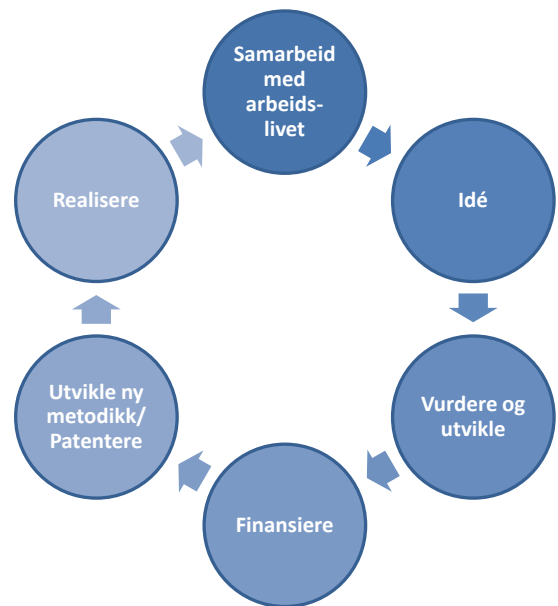 Samarbeid
med
arbeids-
livet
Idé
Vurdere og
utvikle
Finansiere
Utvikle ny
metodikk/
Patentere
Realisere